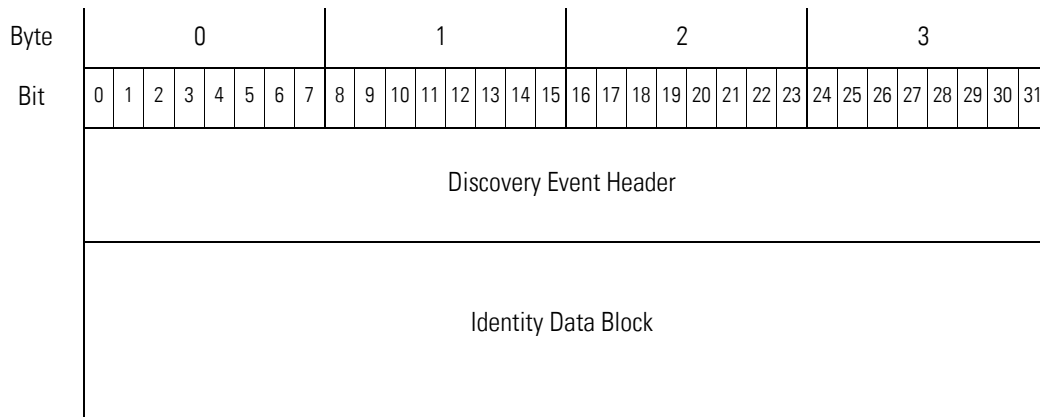 Byte 0 1 2 3
Bit 0 1 2 3 4 5 6 7 8 9 10 11 12 13 14 15 16 17 18 19 20 21 22 23 24 25 26 27 28 29 30 31
Discovery Event Header
Identity Data Block